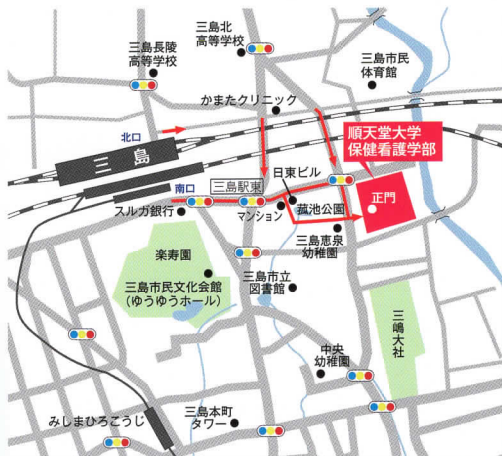 三島北
高等学校
三島長陵
高等学校
三島市民
体育館
かまたクリニック
北口
順天堂大学
保健看護学部
三島
日東ビル
南口
三島駅東
菰池公園
正門
スルガ銀行
マンション
三島恵泉
幼稚園
楽寿園
三島市民文化会館
(ゆうゆうホール)
三島市立
図書館
三嶋大社
中央
幼稚園
みしまひろこうじ
三島本町
タワー